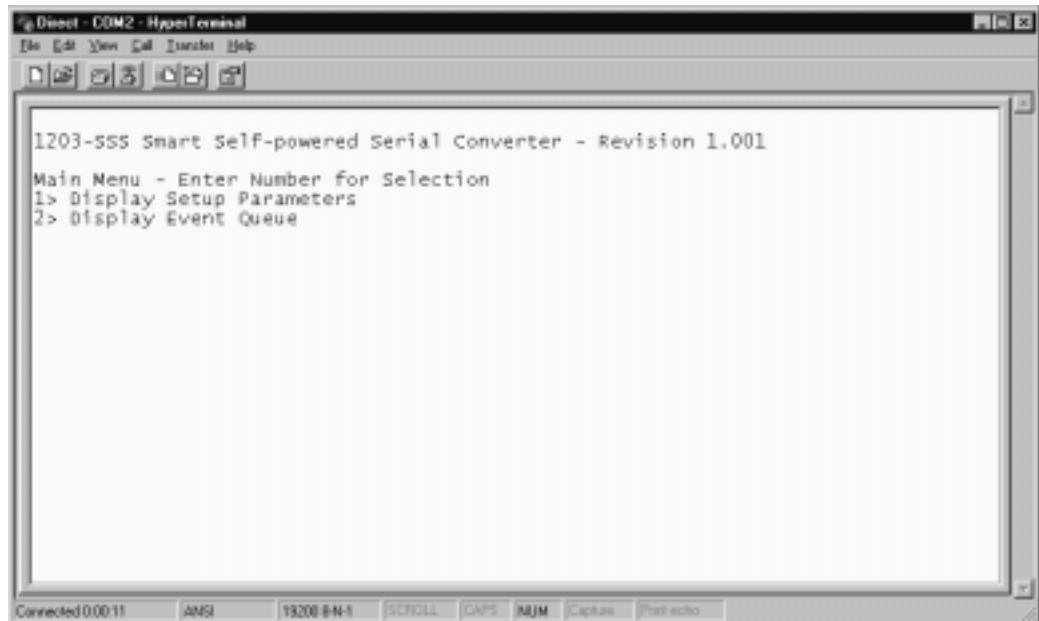 Direct - COM2 - HyperTerminal
File Edit View Call Transfer Help
1203-SSS Smart Self-powered Serial Converter - Revision 1.001
Main Menu - Enter Number for Selection
1> Display Setup Parameters
2> Display Event Queue
Connected 0:00:11 ANSI 19200 8-N-1 SCROLL CAPS NUM Capture Print echo